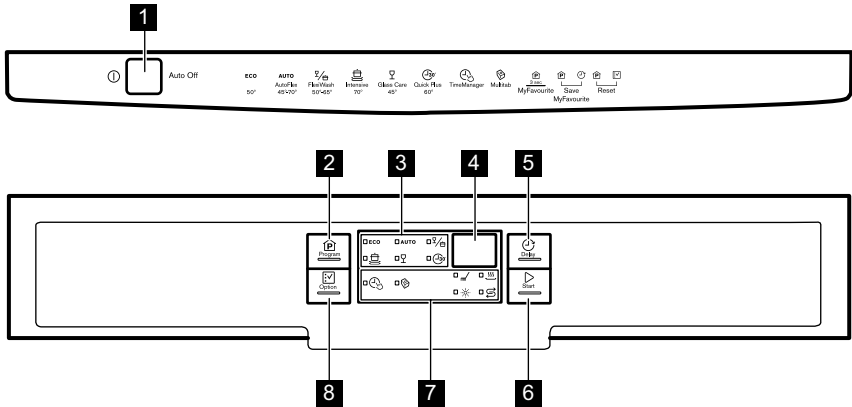 1
Auto Off
ECO
50°
AUTO
AutoFlex
45°-70°
FlexiWash
50°-65°
Intensive
70°
Glass Care
45°
30'
Quick Plus
60°
TimeManager
Multitab
P
3 sec.
MyFavourite
P
Save
MyFavourite
P
Reset
2
3
4
5
P
Program
ECO
AUTO
30'
Delay
Option
Start
8
7
6